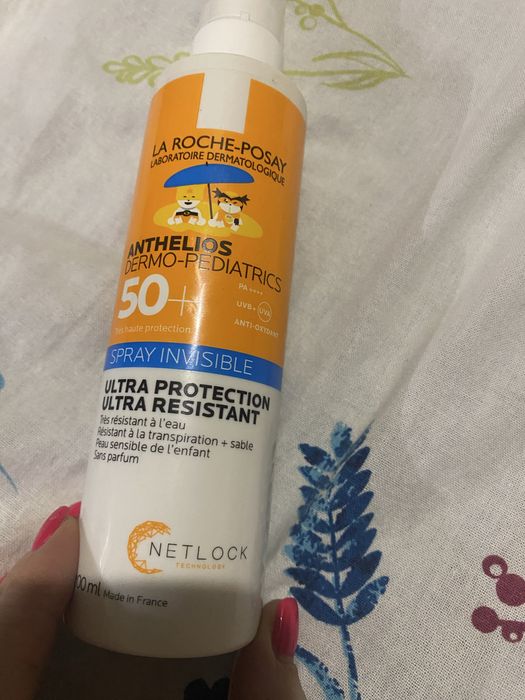 LA ROCHE-POSAY
LABORATOIRE DERMATOLOGIQUE
ANTHELIOS
DERMO-PEDIATRICS
50+
PA ++++
UVB+ UVA
ANTI-OXYDANT
Très haute protection
SPRAY INVISIBLE
ULTRA PROTECTION
ULTRA RESISTANT
Très résistant à l'eau
Résistant à la transpiration + sable
Peau sensible de l'enfant
Sans parfum
NETLOCK
TECHNOLOGY
00ml Made in France